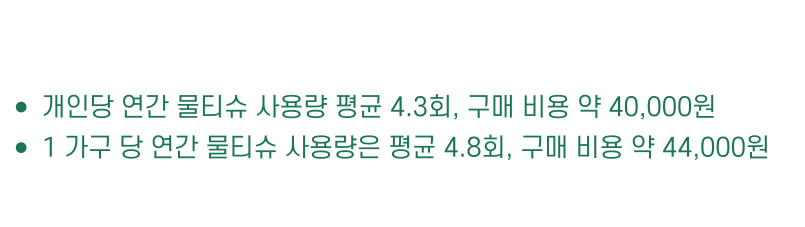 • 개인당 연간 물티슈 사용량 평균 4.3회, 구매 비용 약 40,000원
• 1 가구 당 연간 물티슈 사용량은 평균 4.8회, 구매 비용 약 44,000원